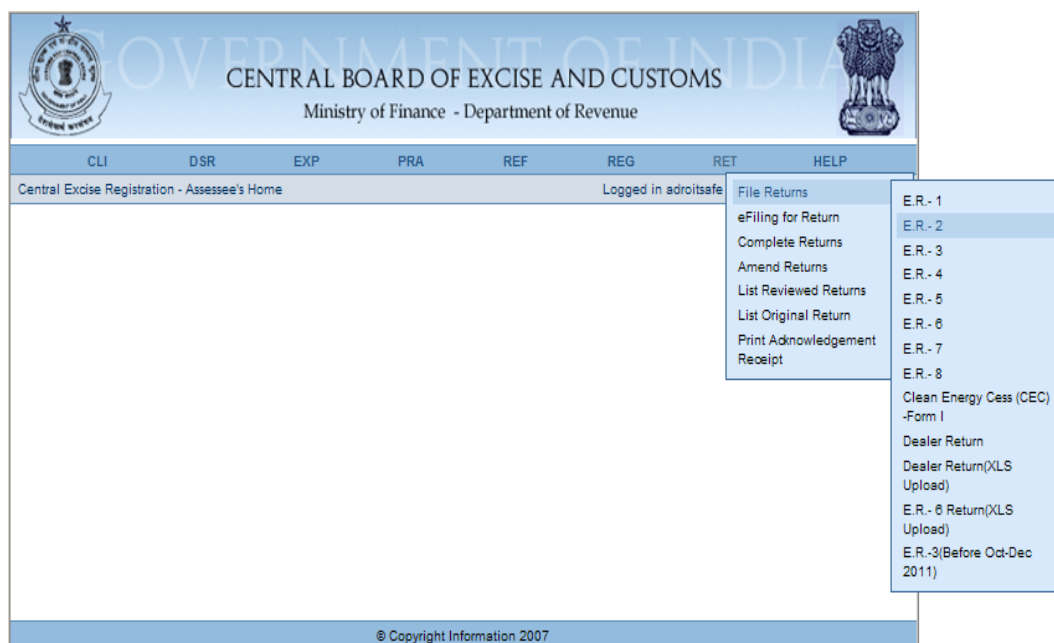 GOVERNMENT OF INDIA
CENTRAL BOARD OF EXCISE AND CUSTOMS
Ministry of Finance - Department of Revenue
CLI DSR EXP PRA REF REG RET HELP
Central Excise Registration - Assessee's Home Logged in adroitsafe
File Returns
eFiling for Return
Complete Returns
Amend Returns
List Reviewed Returns
List Original Return
Print Adknowledgement
Receipt
E.R.- 1
E.R.- 2
E.R.- 3
E.R.- 4
E.R.- 5
E.R.- 6
E.R.- 7
E.R.- 8
Clean Energy Cess (CEC)
-Form I
Dealer Return
Dealer Return(XLS
Upload)
E.R.- 6 Return(XLS
Upload)
E.R.-3(Before Oct-Dec
2011)
© Copyright Information 2007